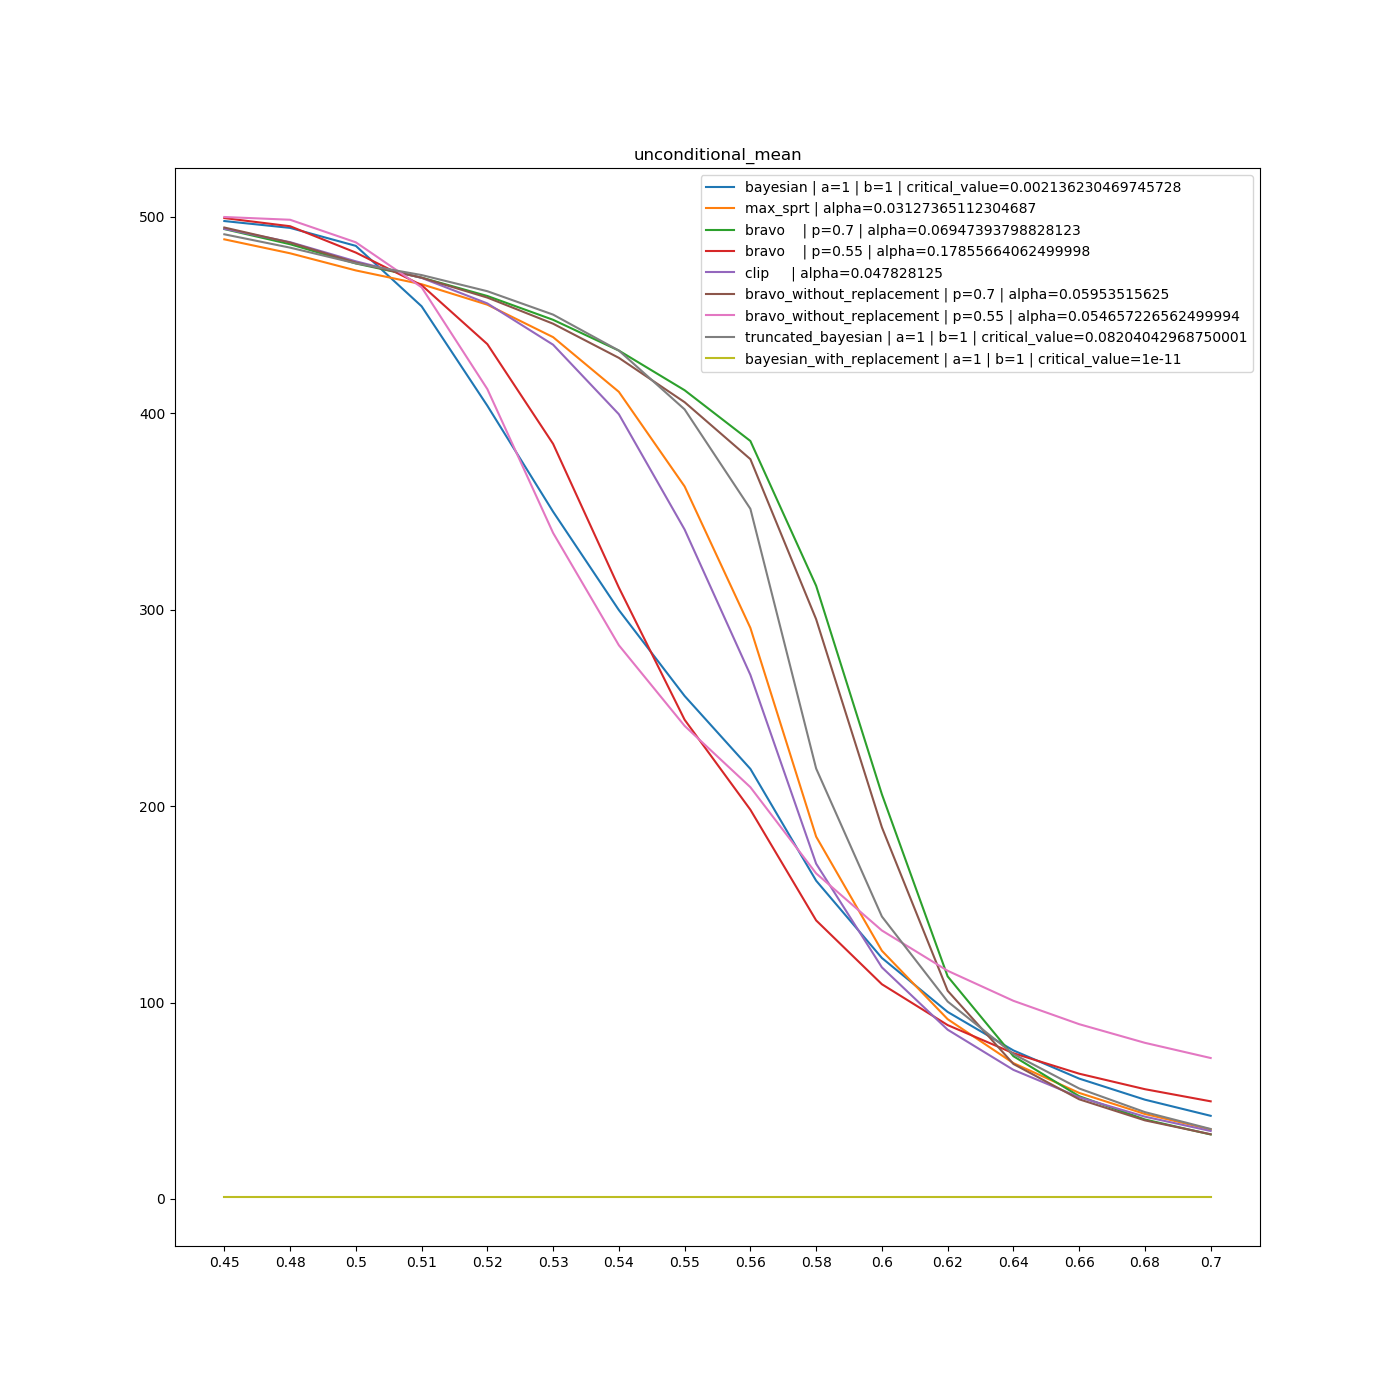 unconditional_mean
bayesian | a=1 | b=1 | critical_value=0.002136230469745728
max_sprt | alpha=0.03127365112304687
bravo    | p=0.7 | alpha=0.06947393798828123
bravo    | p=0.55 | alpha=0.17855664062499998
clip     | alpha=0.047828125
bravo_without_replacement | p=0.7 | alpha=0.05953515625
bravo_without_replacement | p=0.55 | alpha=0.054657226562499994
truncated_bayesian | a=1 | b=1 | critical_value=0.08204042968750001
bayesian_with_replacement | a=1 | b=1 | critical_value=1e-11
500
400
300
200
100
0
0.45 0.48 0.5 0.51 0.52 0.53 0.54 0.55 0.56 0.58 0.6 0.62 0.64 0.66 0.68 0.7